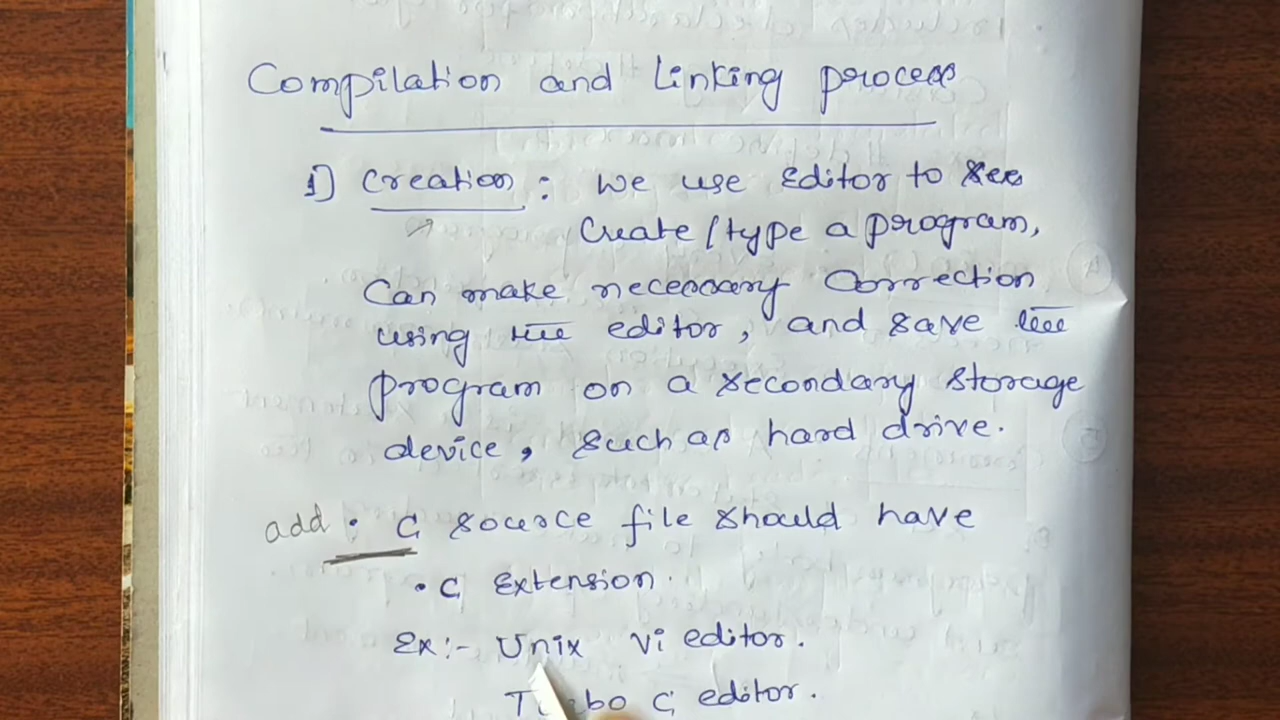 Compilation and Linking process
1) Creation : We use Editor to see
Create / type a program,
Can make necessary Correction
using the editor, and save the
program on a secondary storage
device, such as hard drive.
add • C source file should have
.C Extension.
Ex:- Unix Vi editor.
C editor.